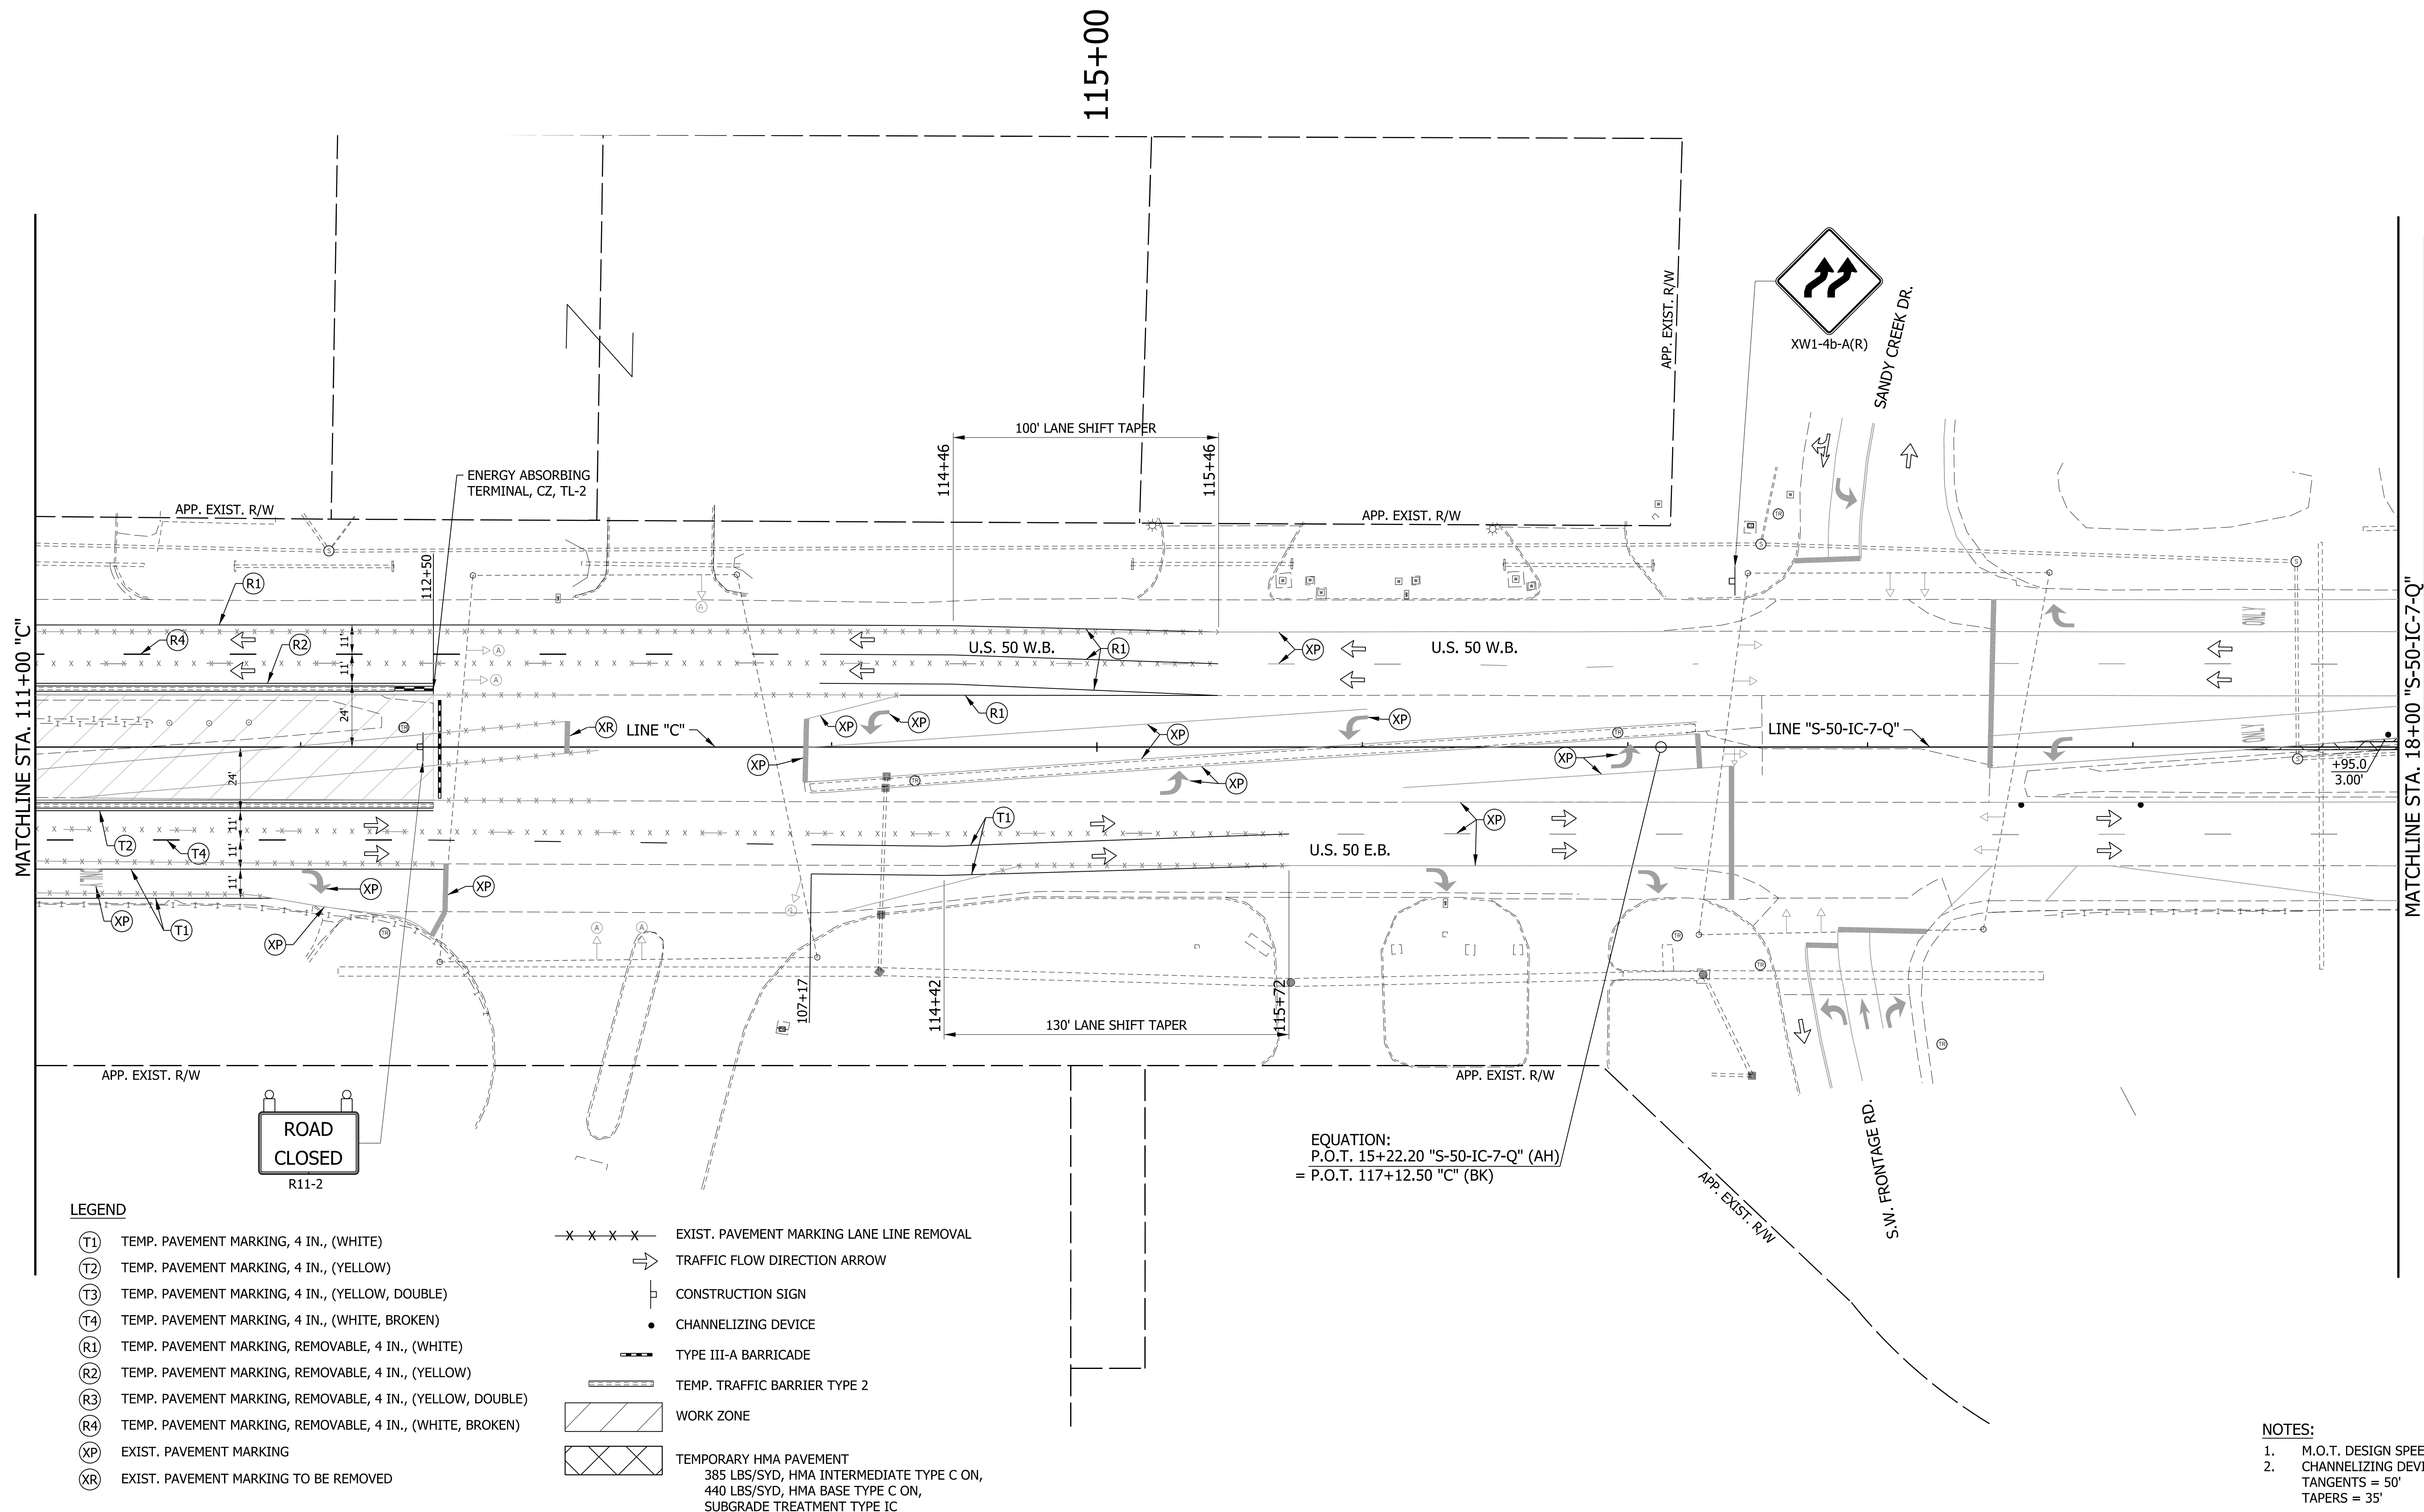 115+00
XW1-4b-A(R)
SANDY CREEK DR.
APP. EXIST. R/W
100' LANE SHIFT TAPER
114+46
115+46
ENERGY ABSORBING
TERMINAL, CZ, TL-2
APP. EXIST. R/W
APP. EXIST. R/W
S
S
S
TR
112+50
R1
A
MATCHLINE STA. 111+00 "C"
MATCHLINE STA. 18+00 "S-50-IC-7-Q"
R4
R2
11'
11'
A
A
U.S. 50 W.B.
R1
XP
U.S. 50 W.B.
24'
TR
XR
LINE "C"
XP
XP
R1
XP
XP
TR
LINE "S-50-IC-7-Q"
XP
XP
S
+95.0
3.00'
24'
TR
XP
T1
XP
11'
11'
11'
T2
T4
U.S. 50 E.B.
XP
XP
XP
T1
XP
TR
A
A
TR
TR
TR
107+17
114+42
115+72
130' LANE SHIFT TAPER
APP. EXIST. R/W
APP. EXIST. R/W
ROAD
CLOSED
R11-2
EQUATION:
P.O.T. 15+22.20 "S-50-IC-7-Q" (AH)
= P.O.T. 117+12.50 "C" (BK)
APP. EXIST. R/W
S.W. FRONTAGE RD.
LEGEND
T1 TEMP. PAVEMENT MARKING, 4 IN., (WHITE)
T2 TEMP. PAVEMENT MARKING, 4 IN., (YELLOW)
T3 TEMP. PAVEMENT MARKING, 4 IN., (YELLOW, DOUBLE)
T4 TEMP. PAVEMENT MARKING, 4 IN., (WHITE, BROKEN)
R1 TEMP. PAVEMENT MARKING, REMOVABLE, 4 IN., (WHITE)
R2 TEMP. PAVEMENT MARKING, REMOVABLE, 4 IN., (YELLOW)
R3 TEMP. PAVEMENT MARKING, REMOVABLE, 4 IN., (YELLOW, DOUBLE)
R4 TEMP. PAVEMENT MARKING, REMOVABLE, 4 IN., (WHITE, BROKEN)
XP EXIST. PAVEMENT MARKING
XR EXIST. PAVEMENT MARKING TO BE REMOVED
X X X X EXIST. PAVEMENT MARKING LANE LINE REMOVAL
TRAFFIC FLOW DIRECTION ARROW
CONSTRUCTION SIGN
CHANNELIZING DEVICE
TYPE III-A BARRICADE
TEMP. TRAFFIC BARRIER TYPE 2
WORK ZONE
TEMPORARY HMA PAVEMENT
385 LBS/SYD, HMA INTERMEDIATE TYPE C ON,
440 LBS/SYD, HMA BASE TYPE C ON,
SUBGRADE TREATMENT TYPE IC
NOTES:
1. M.O.T. DESIGN SPEE
2. CHANNELIZING DEVI
TANGENTS = 50'
TAPERS = 35'